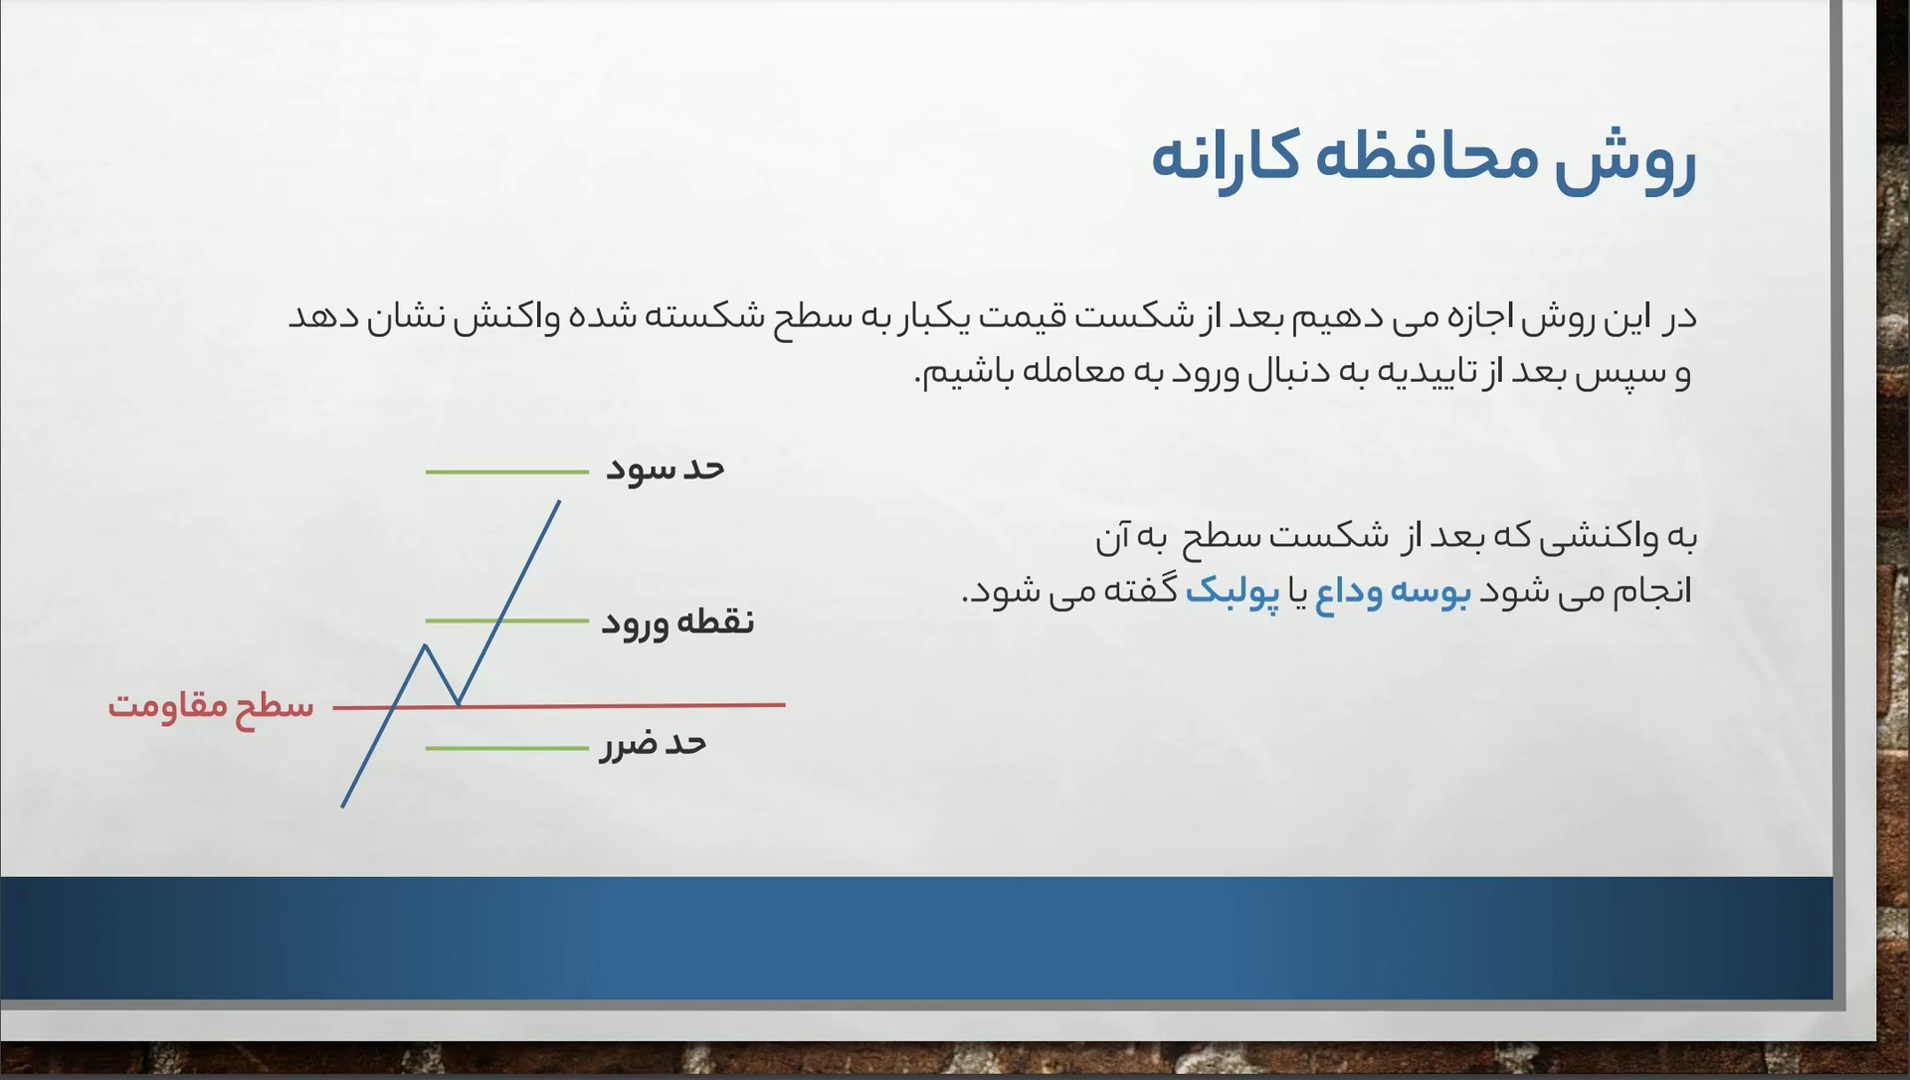 روش محافظه کارانه
در این روش اجازه می دهیم بعد از شکست قیمت یکبار به سطح شکسته شده واکنش نشان دهد
و سپس بعد از تاییدیه به دنبال ورود به معامله باشیم.
به واکنشی که بعد از شکست سطح به آن
انجام می شود بوسه وداع یا پولبک گفته می شود.
حد سود
نقطه ورود
سطح مقاومت
حد ضرر